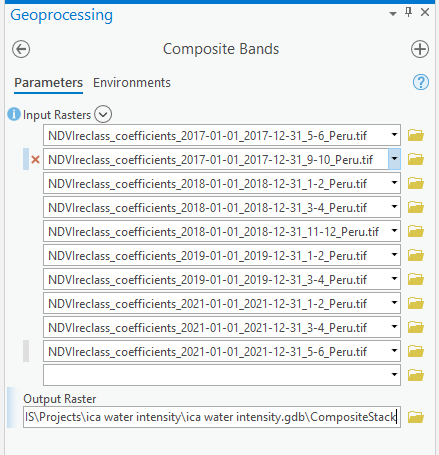 Geoprocessing
Composite Bands
Parameters Environments
Input Rasters
NDVIreclass_coefficients_2017-01-01_2017-12-31_5-6_Peru.tif
NDVIreclass_coefficients_2017-01-01_2017-12-31_9-10_Peru.tif
NDVIreclass_coefficients_2018-01-01_2018-12-31_1-2_Peru.tif
NDVIreclass_coefficients_2018-01-01_2018-12-31_3-4_Peru.tif
NDVIreclass_coefficients_2018-01-01_2018-12-31_11-12_Peru.tif
NDVIreclass_coefficients_2019-01-01_2019-12-31_1-2_Peru.tif
NDVIreclass_coefficients_2019-01-01_2019-12-31_3-4_Peru.tif
NDVIreclass_coefficients_2021-01-01_2021-12-31_1-2_Peru.tif
NDVIreclass_coefficients_2021-01-01_2021-12-31_3-4_Peru.tif
NDVIreclass_coefficients_2021-01-01_2021-12-31_5-6_Peru.tif
Output Raster
IS\Projects\ica water intensity\ica water intensity.gdb\CompositeStack